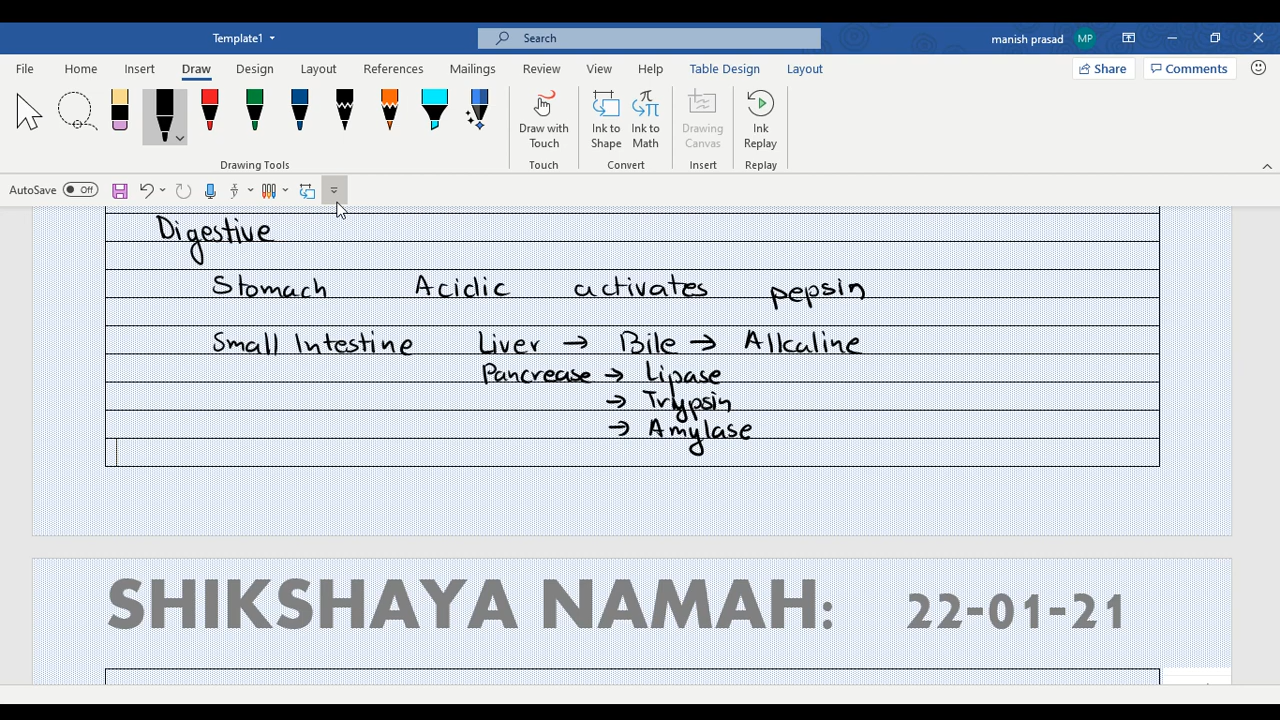 Template1
Search
manish prasad
MP
File Home Insert Draw Design Layout References Mailings Review View Help Table Design Layout
Share
Comments
Draw with Touch
Ink to Shape
Ink to Math
Drawing Canvas
Ink Replay
Drawing Tools
Touch
Convert
Insert
Replay
AutoSave Off
Digestive
Stomach Acidic activates pepsin
Small Intestine Liver → Bile → Alkaline
Pancrease → Lipase
→ Trypsin
→ Amylase
SHIKSHAYA NAMAH: 22-01-21